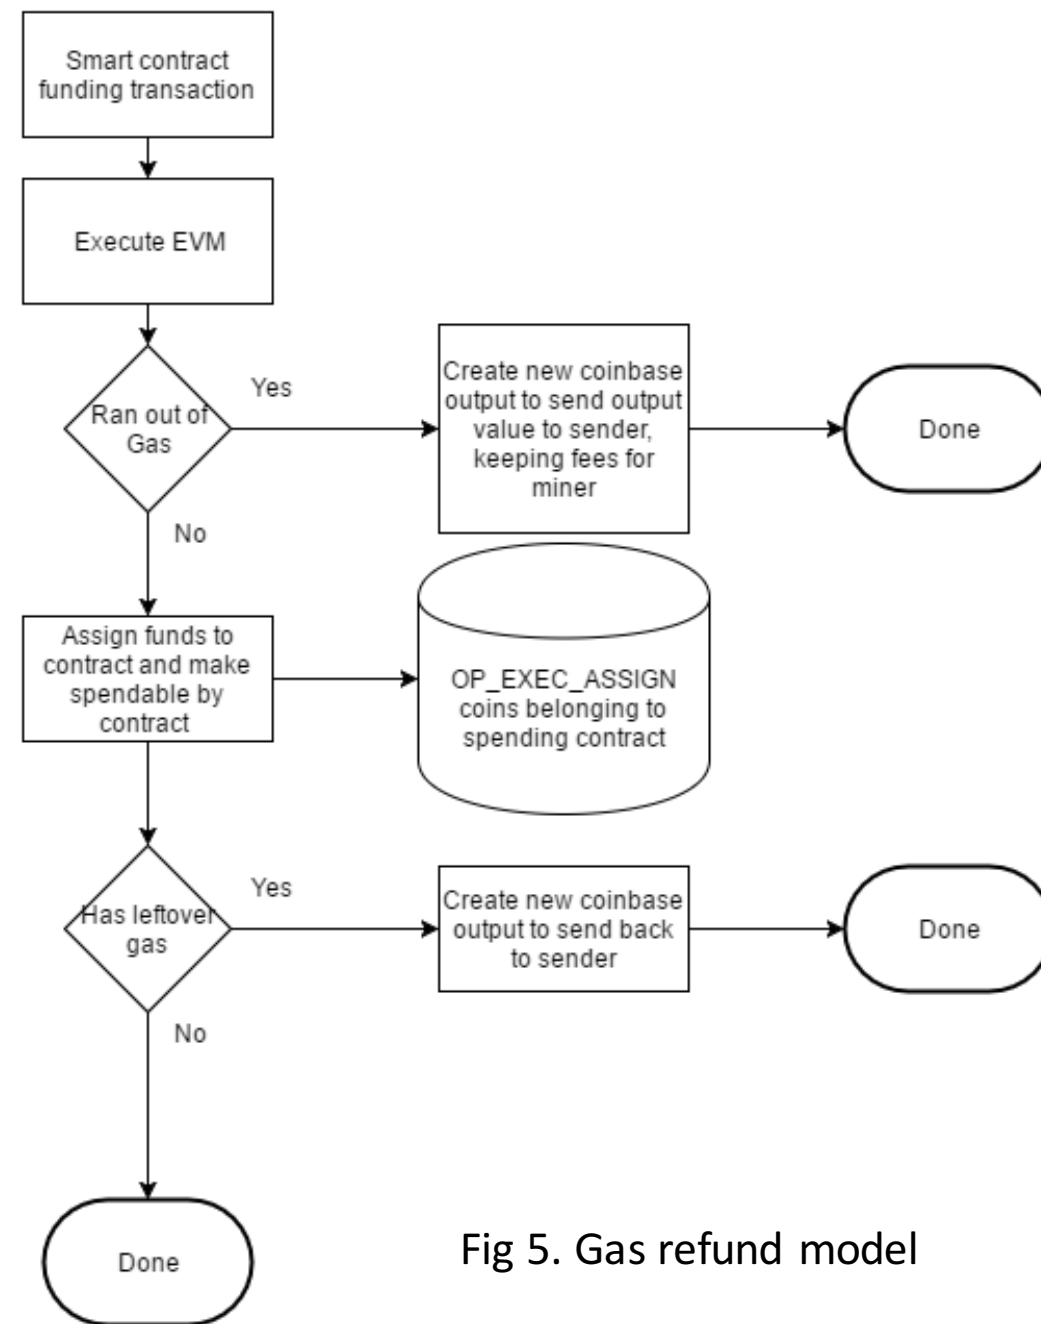 Smart contract
funding transaction
Execute EVM
Ran out of
Gas
Yes
Create new coinbase
output to send output
value to sender,
keeping fees for
miner
Done
No
Assign funds to
contract and make
spendable by
contract
OP_EXEC_ASSIGN
coins belonging to
spending contract
Has leftover
gas
Yes
Create new coinbase
output to send back
to sender
Done
No
Done
Fig 5. Gas refund model